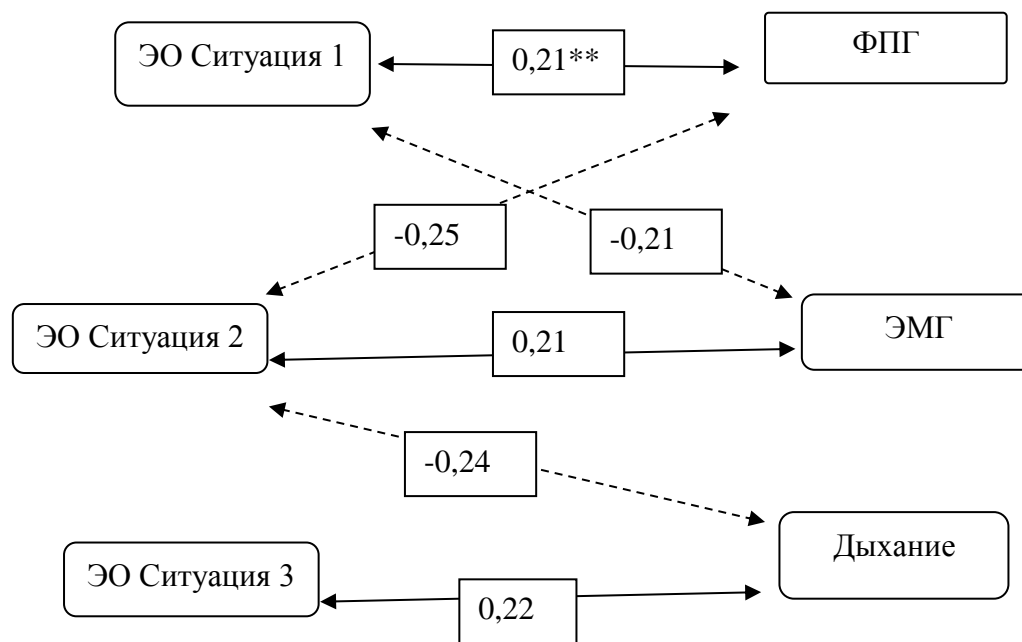 ЭО Ситуация 1
0,21**
ФПГ
-0,25
-0,21
ЭО Ситуация 2
0,21
ЭМГ
-0,24
ЭО Ситуация 3
0,22
Дыхание